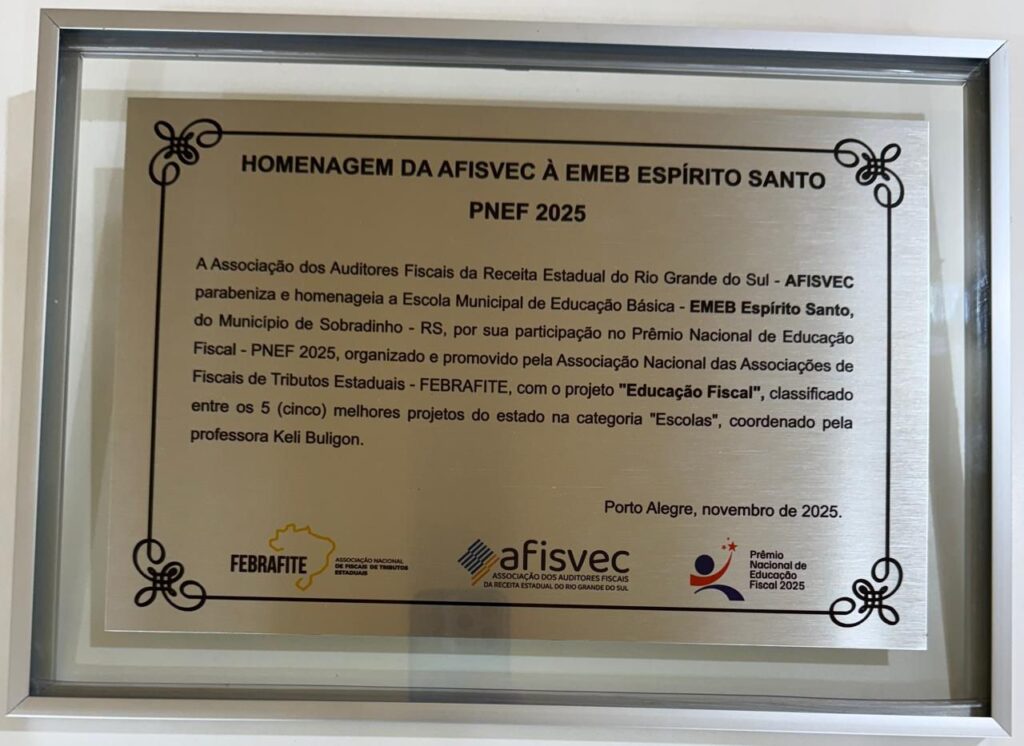 HOMENAGEM DA AFISVEC À EMEB ESPÍRITO SANTO
PNEF 2025
A Associação dos Auditores Fiscais da Receita Estadual do Rio Grande do Sul - AFISVEC
parabeniza e homenageia a Escola Municipal de Educação Básica - EMEB Espírito Santo,
do Município de Sobradinho - RS, por sua participação no Prêmio Nacional de Educação
Fiscal - PNEF 2025, organizado e promovido pela Associação Nacional das Associações de
Fiscais de Tributos Estaduais - FEBRAFITE, com o projeto "Educação Fiscal", classificado
entre os 5 (cinco) melhores projetos do estado na categoria "Escolas", coordenado pela
professora Keli Buligon.
Porto Alegre, novembro de 2025.
FEBRAFITE
ASSOCIAÇÃO NACIONAL
DE FISCAIS DE TRIBUTOS
ESTADUAIS
afisvec
ASSOCIAÇÃO DOS AUDITORES FISCAIS
DA RECEITA ESTADUAL DO RIO GRANDE DO SUL
Prêmio
Nacional de
Educação
Fiscal 2025